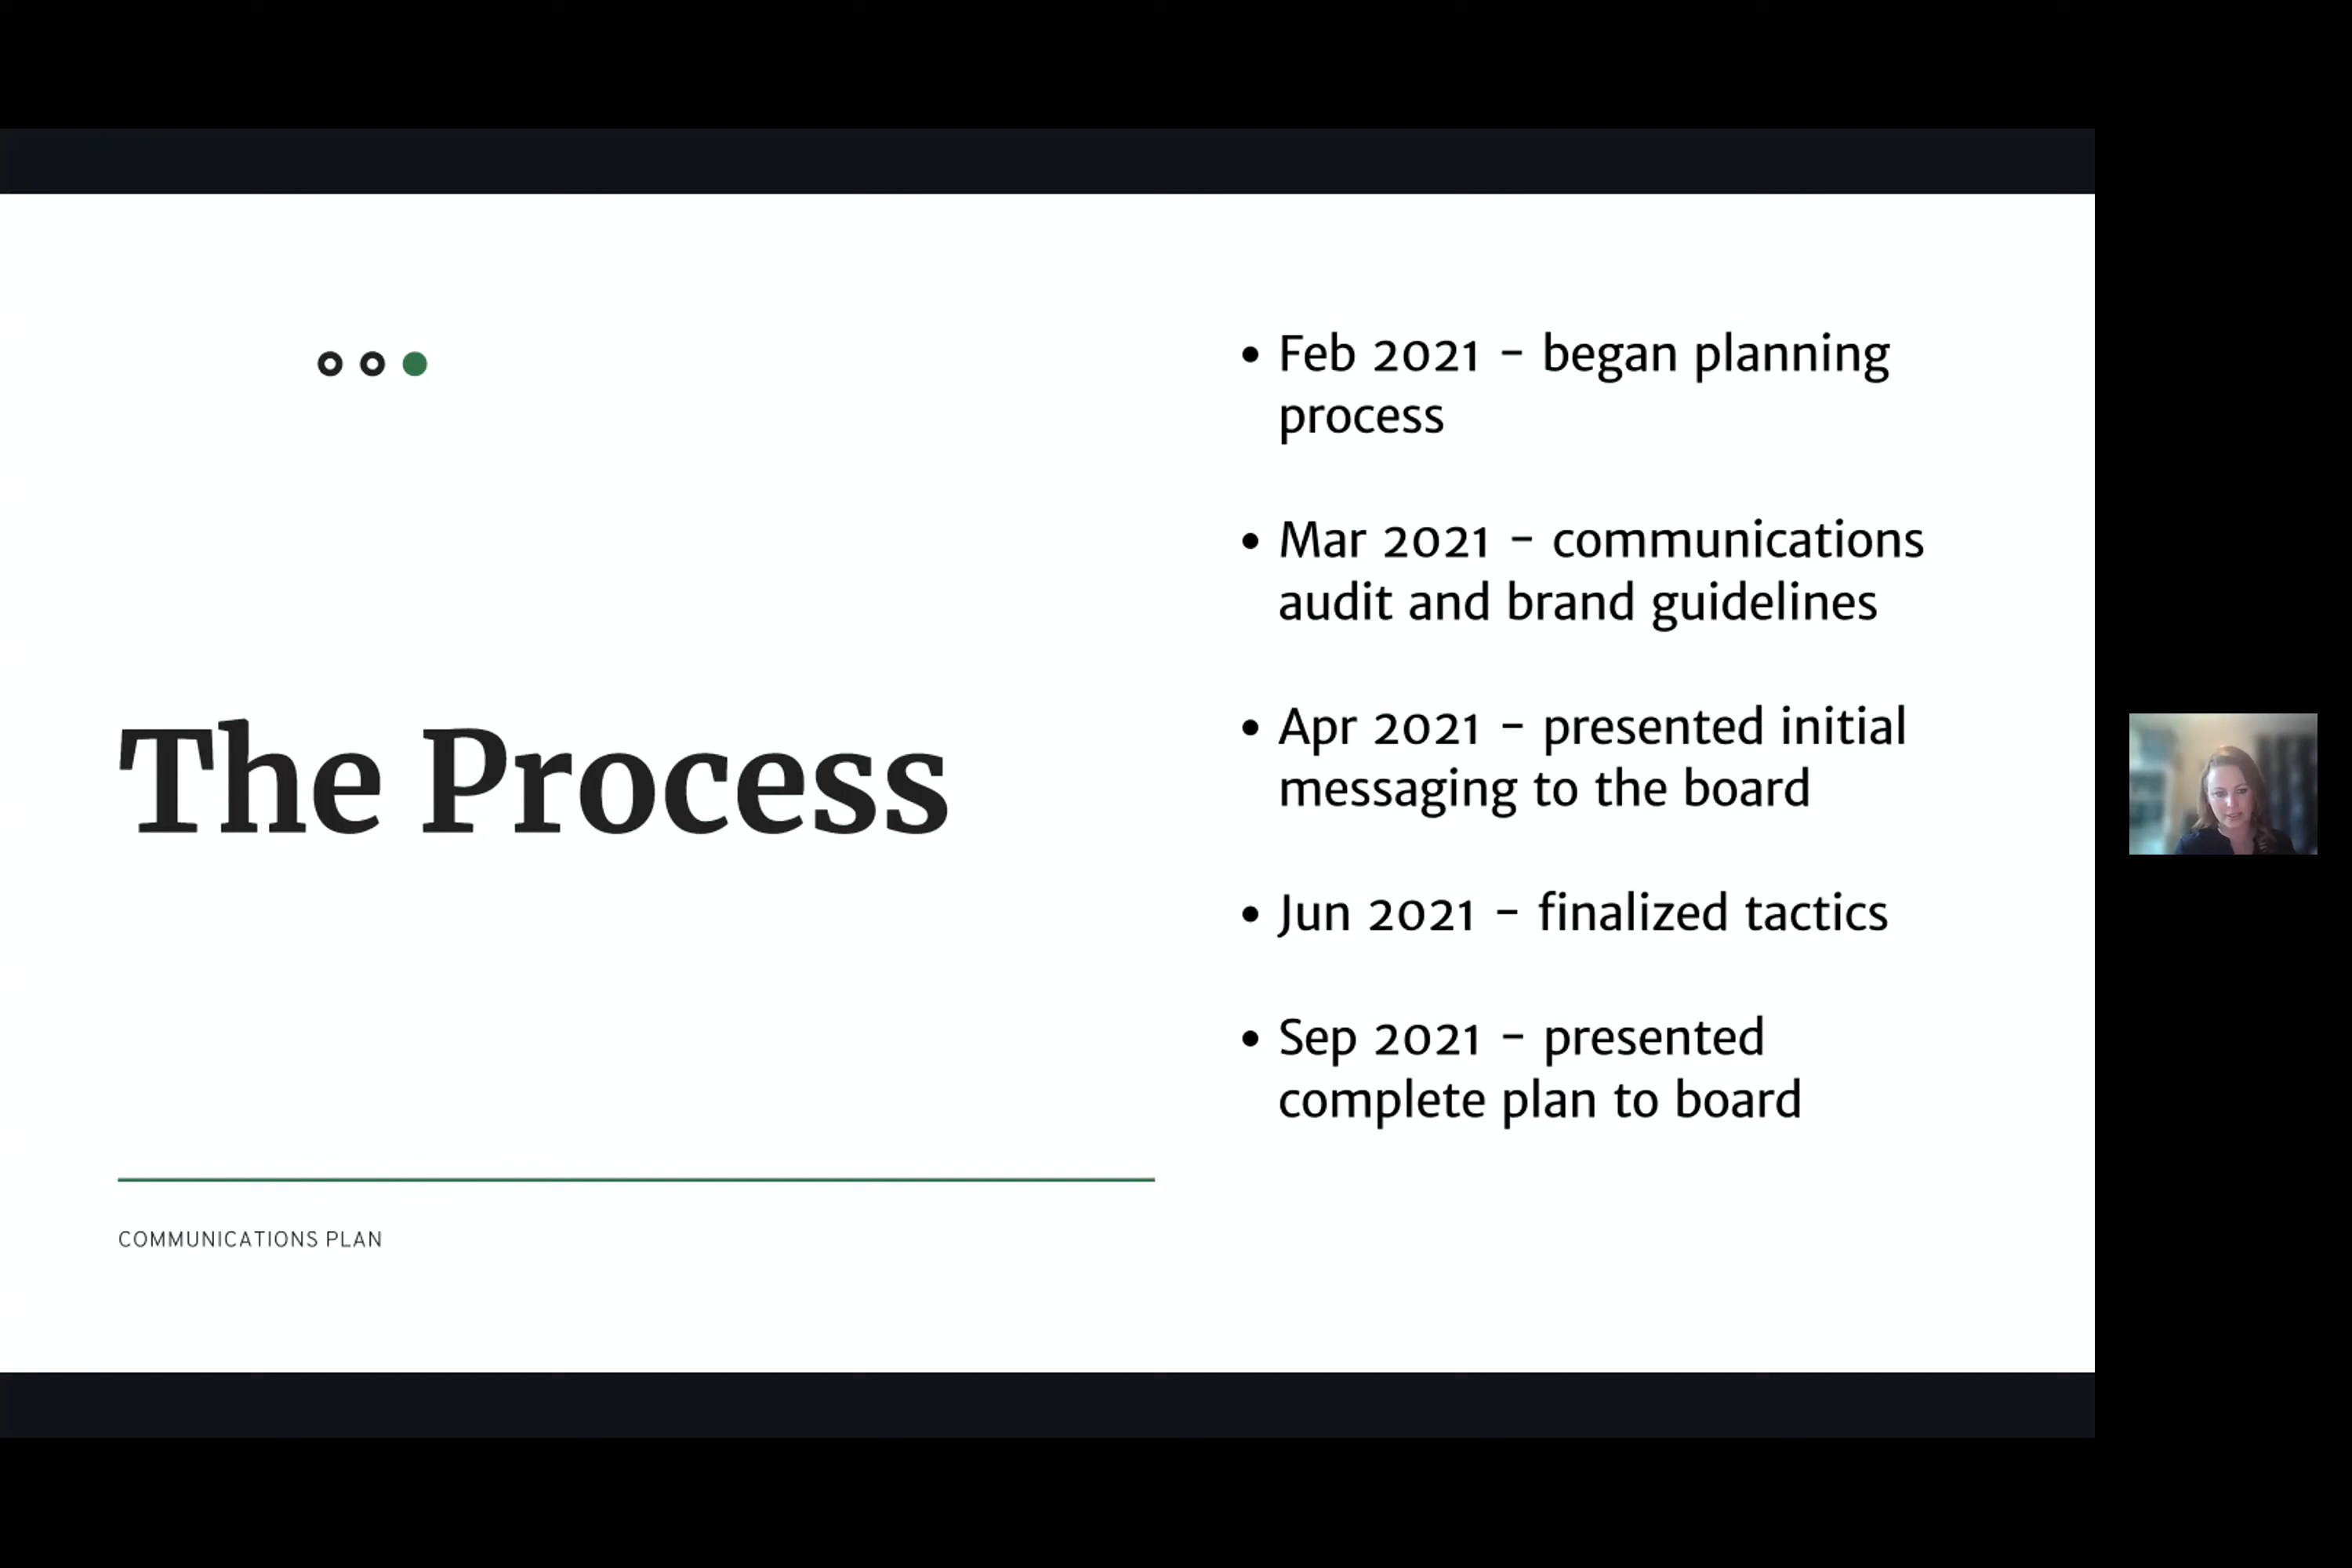 The Process
COMMUNICATIONS PLAN
• Feb 2021 – began planning
process
• Mar 2021 – communications
audit and brand guidelines
• Apr 2021 – presented initial
messaging to the board
• Jun 2021 – finalized tactics
• Sep 2021 – presented
complete plan to board